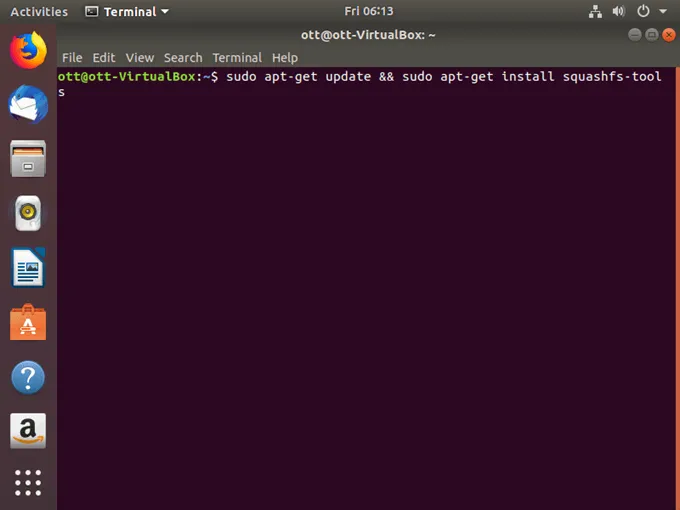 Activities Terminal Fri 06:13
ott@ott-VirtualBox: ~
File Edit View Search Terminal Help
ott@ott-VirtualBox:~$ sudo apt-get update && sudo apt-get install squashfs-tool
s